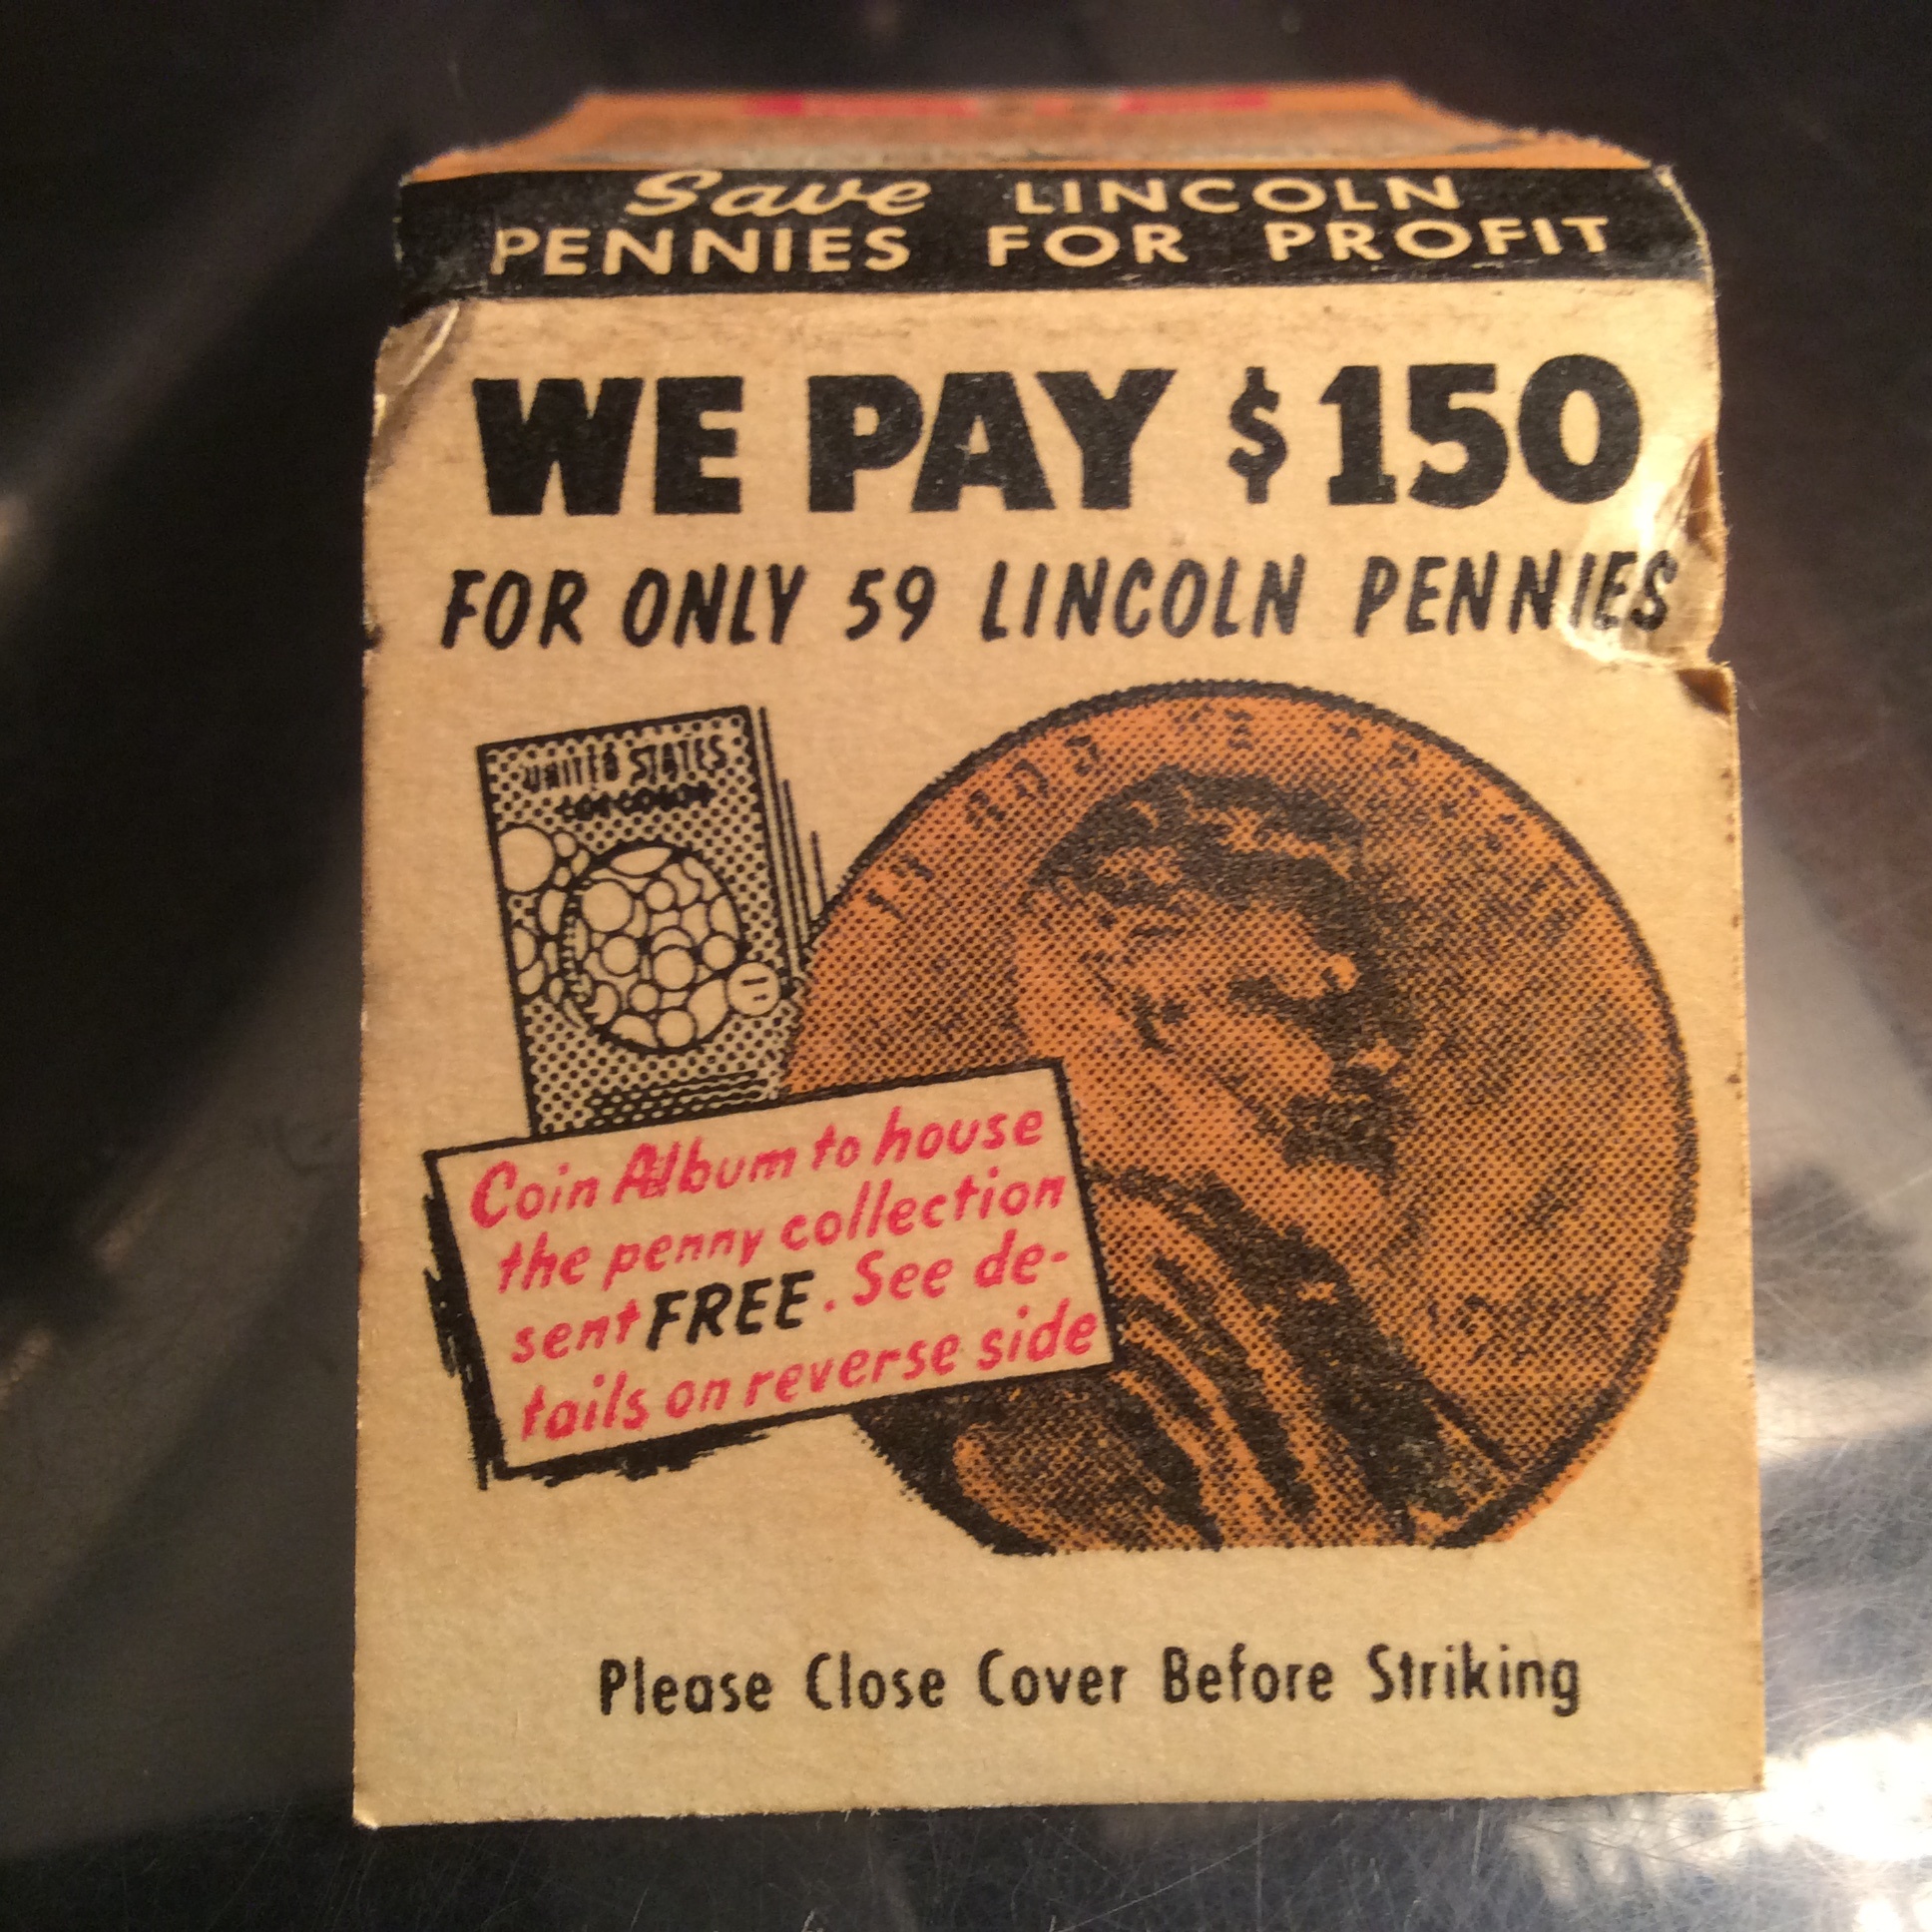 Save LINCOLN
PENNIES FOR PROFIT
WE PAY $150
FOR ONLY 59 LINCOLN PENNIES
UNITED STATES
Coin Album to house
the penny collection
sent FREE. See de-
tails on reverse side
Please Close Cover Before Striking